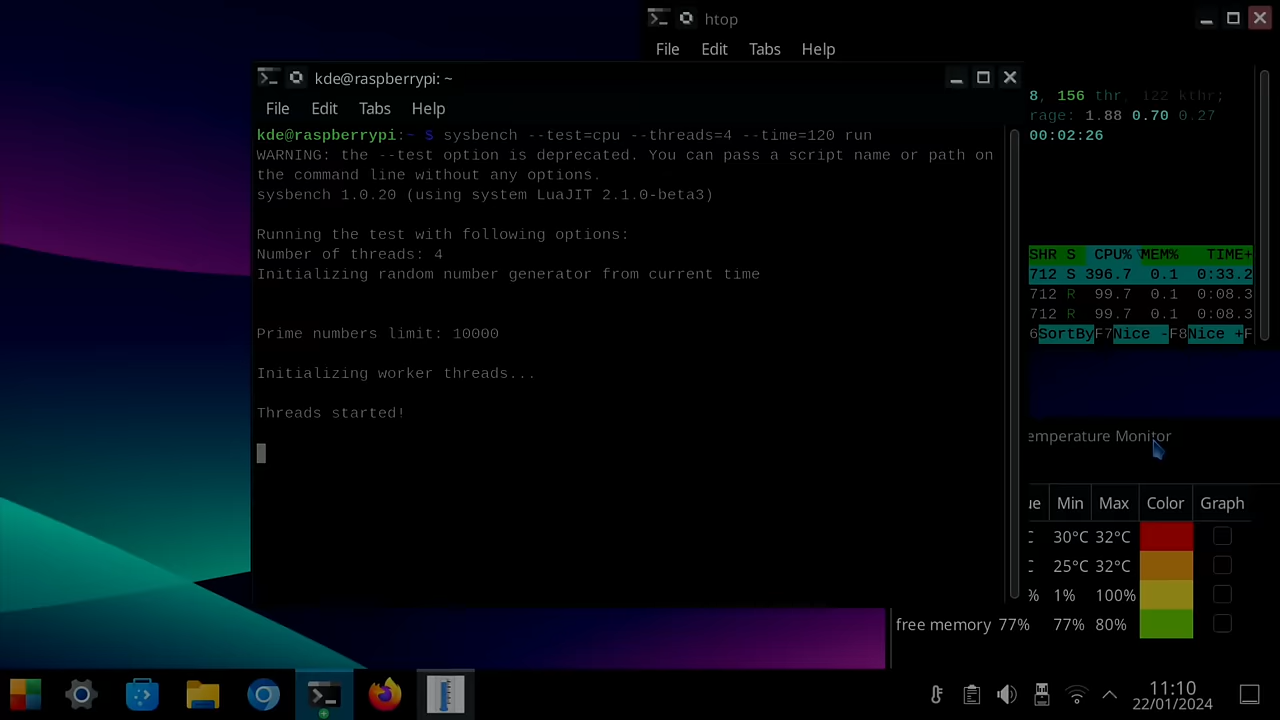 htop
File Edit Tabs Help
8, 156 thr, 122 kthr;
rage: 1.88 0.70 0.27
00:02:26
SHR S CPU% MEM% TIME+
712 S 396.7 0.1 0:33.2
712 R 99.7 0.1 0:08.3
712 R 99.7 0.1 0:08.3
6SortByF7Nice -F8Nice +F
kde@raspberrypi: ~
File Edit Tabs Help
kde@raspberrypi:~ $ sysbench --test=cpu --threads=4 --time=120 run
WARNING: the --test option is deprecated. You can pass a script name or path on
the command line without any options.
sysbench 1.0.20 (using system LuaJIT 2.1.0-beta3)
Running the test with following options:
Number of threads: 4
Initializing random number generator from current time
Prime numbers limit: 10000
Initializing worker threads...
Threads started!
emperature Monitor
ue Min Max Color Graph
C 30°C 32°C
C 25°C 32°C
% 1% 100%
free memory 77% 77% 80%
11:10
22/01/2024